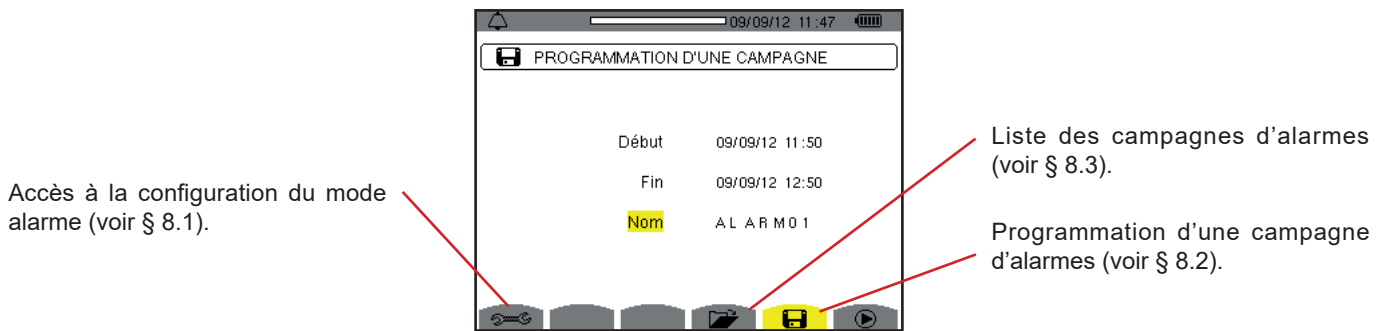 09/09/12 11:47
PROGRAMMATION D'UNE CAMPAGNE
Début 09/09/12 11:50
Fin 09/09/12 12:50
Nom ALARM01
Accès à la configuration du mode
alarme (voir § 8.1).
Liste des campagnes d’alarmes
(voir § 8.3).
Programmation d’une campagne
d’alarmes (voir § 8.2).